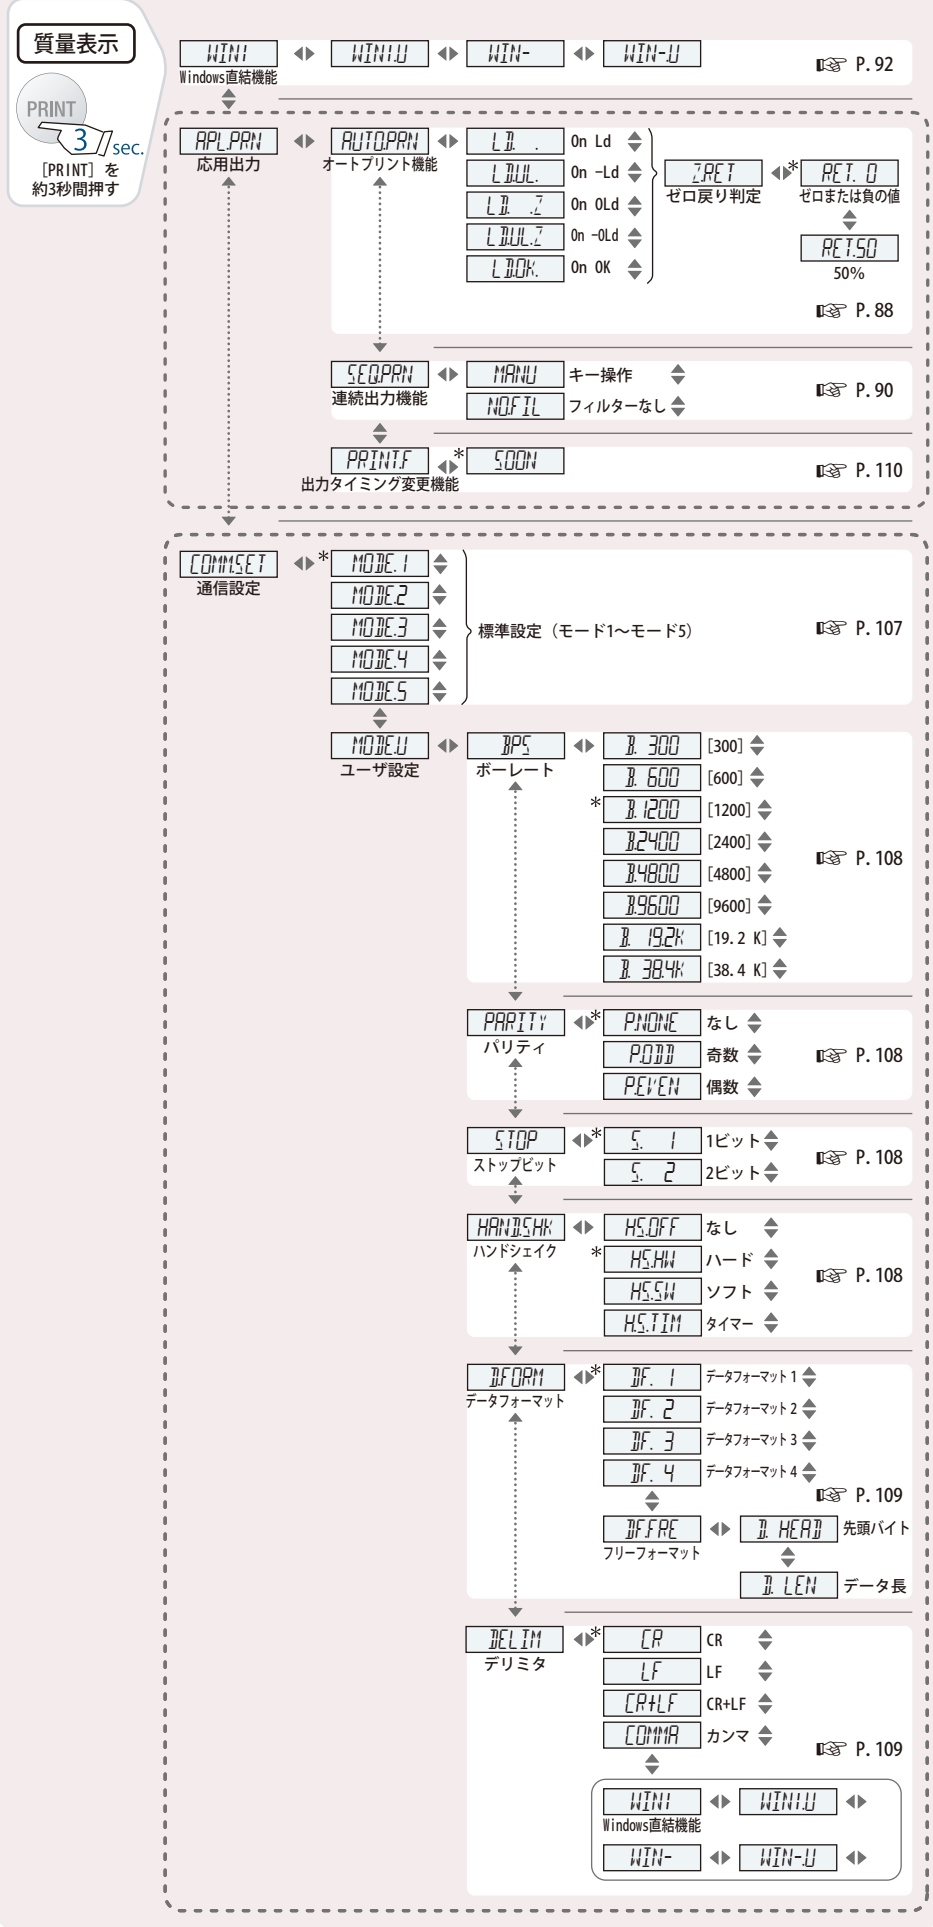 質量表示
PRINT
3 sec.
［PRINT］を
約3秒間押す
WIN1 WIN1.U WIN- WIN-.U
Windows直結機能
P. 92
APL.PRN AUTO.PRN LD. . On Ld
応用出力 オートプリント機能
LD.UL. On -Ld
LD. .Z On OLd
LD.UL.Z On -OLd
LD.OK. On OK
Z.RET *RET. 0
ゼロ戻り判定 ゼロまたは負の値
RET.50
50%
P. 88
SEQ.PRN MANU キー操作
連続出力機能
NO.FIL フィルターなし
P. 90
PRINT.F *SOON
出力タイミング変更機能
P. 110
COMM.SET *MODE. 1
通信設定
MODE.2
MODE.3
MODE.4
MODE.5
標準設定（モード1～モード5）
P. 107
MODE.U BPS B. 300 [300]
ユーザ設定 ボーレート
B. 600 [600]
*B.1200 [1200]
B.2400 [2400]
B.4800 [4800]
B.9600 [9600]
B. 19.2K [19.2 K]
B. 38.4K [38.4 K]
P. 108
PARITY *P.NONE なし
パリティ
P.ODD 奇数
P.EVEN 偶数
P. 108
STOP *S. 1 1ビット
ストップビット
S. 2 2ビット
P. 108
HAND.SHK HS.OFF なし
ハンドシェイク
*HS.HW ハード
HS.SW ソフト
HS.TIM タイマー
P. 108
D.FORM *DF. 1 データフォーマット 1
データフォーマット
DF. 2 データフォーマット 2
DF. 3 データフォーマット 3
DF. 4 データフォーマット 4
P. 109
DF.FRE D. HEAD 先頭バイト
フリーフォーマット
D. LEN データ長
DELIM *CR CR
デリミタ
LF LF
CR+LF CR+LF
COMMA カンマ
P. 109
WIN1 WIN1.U
Windows直結機能
WIN- WIN-.U